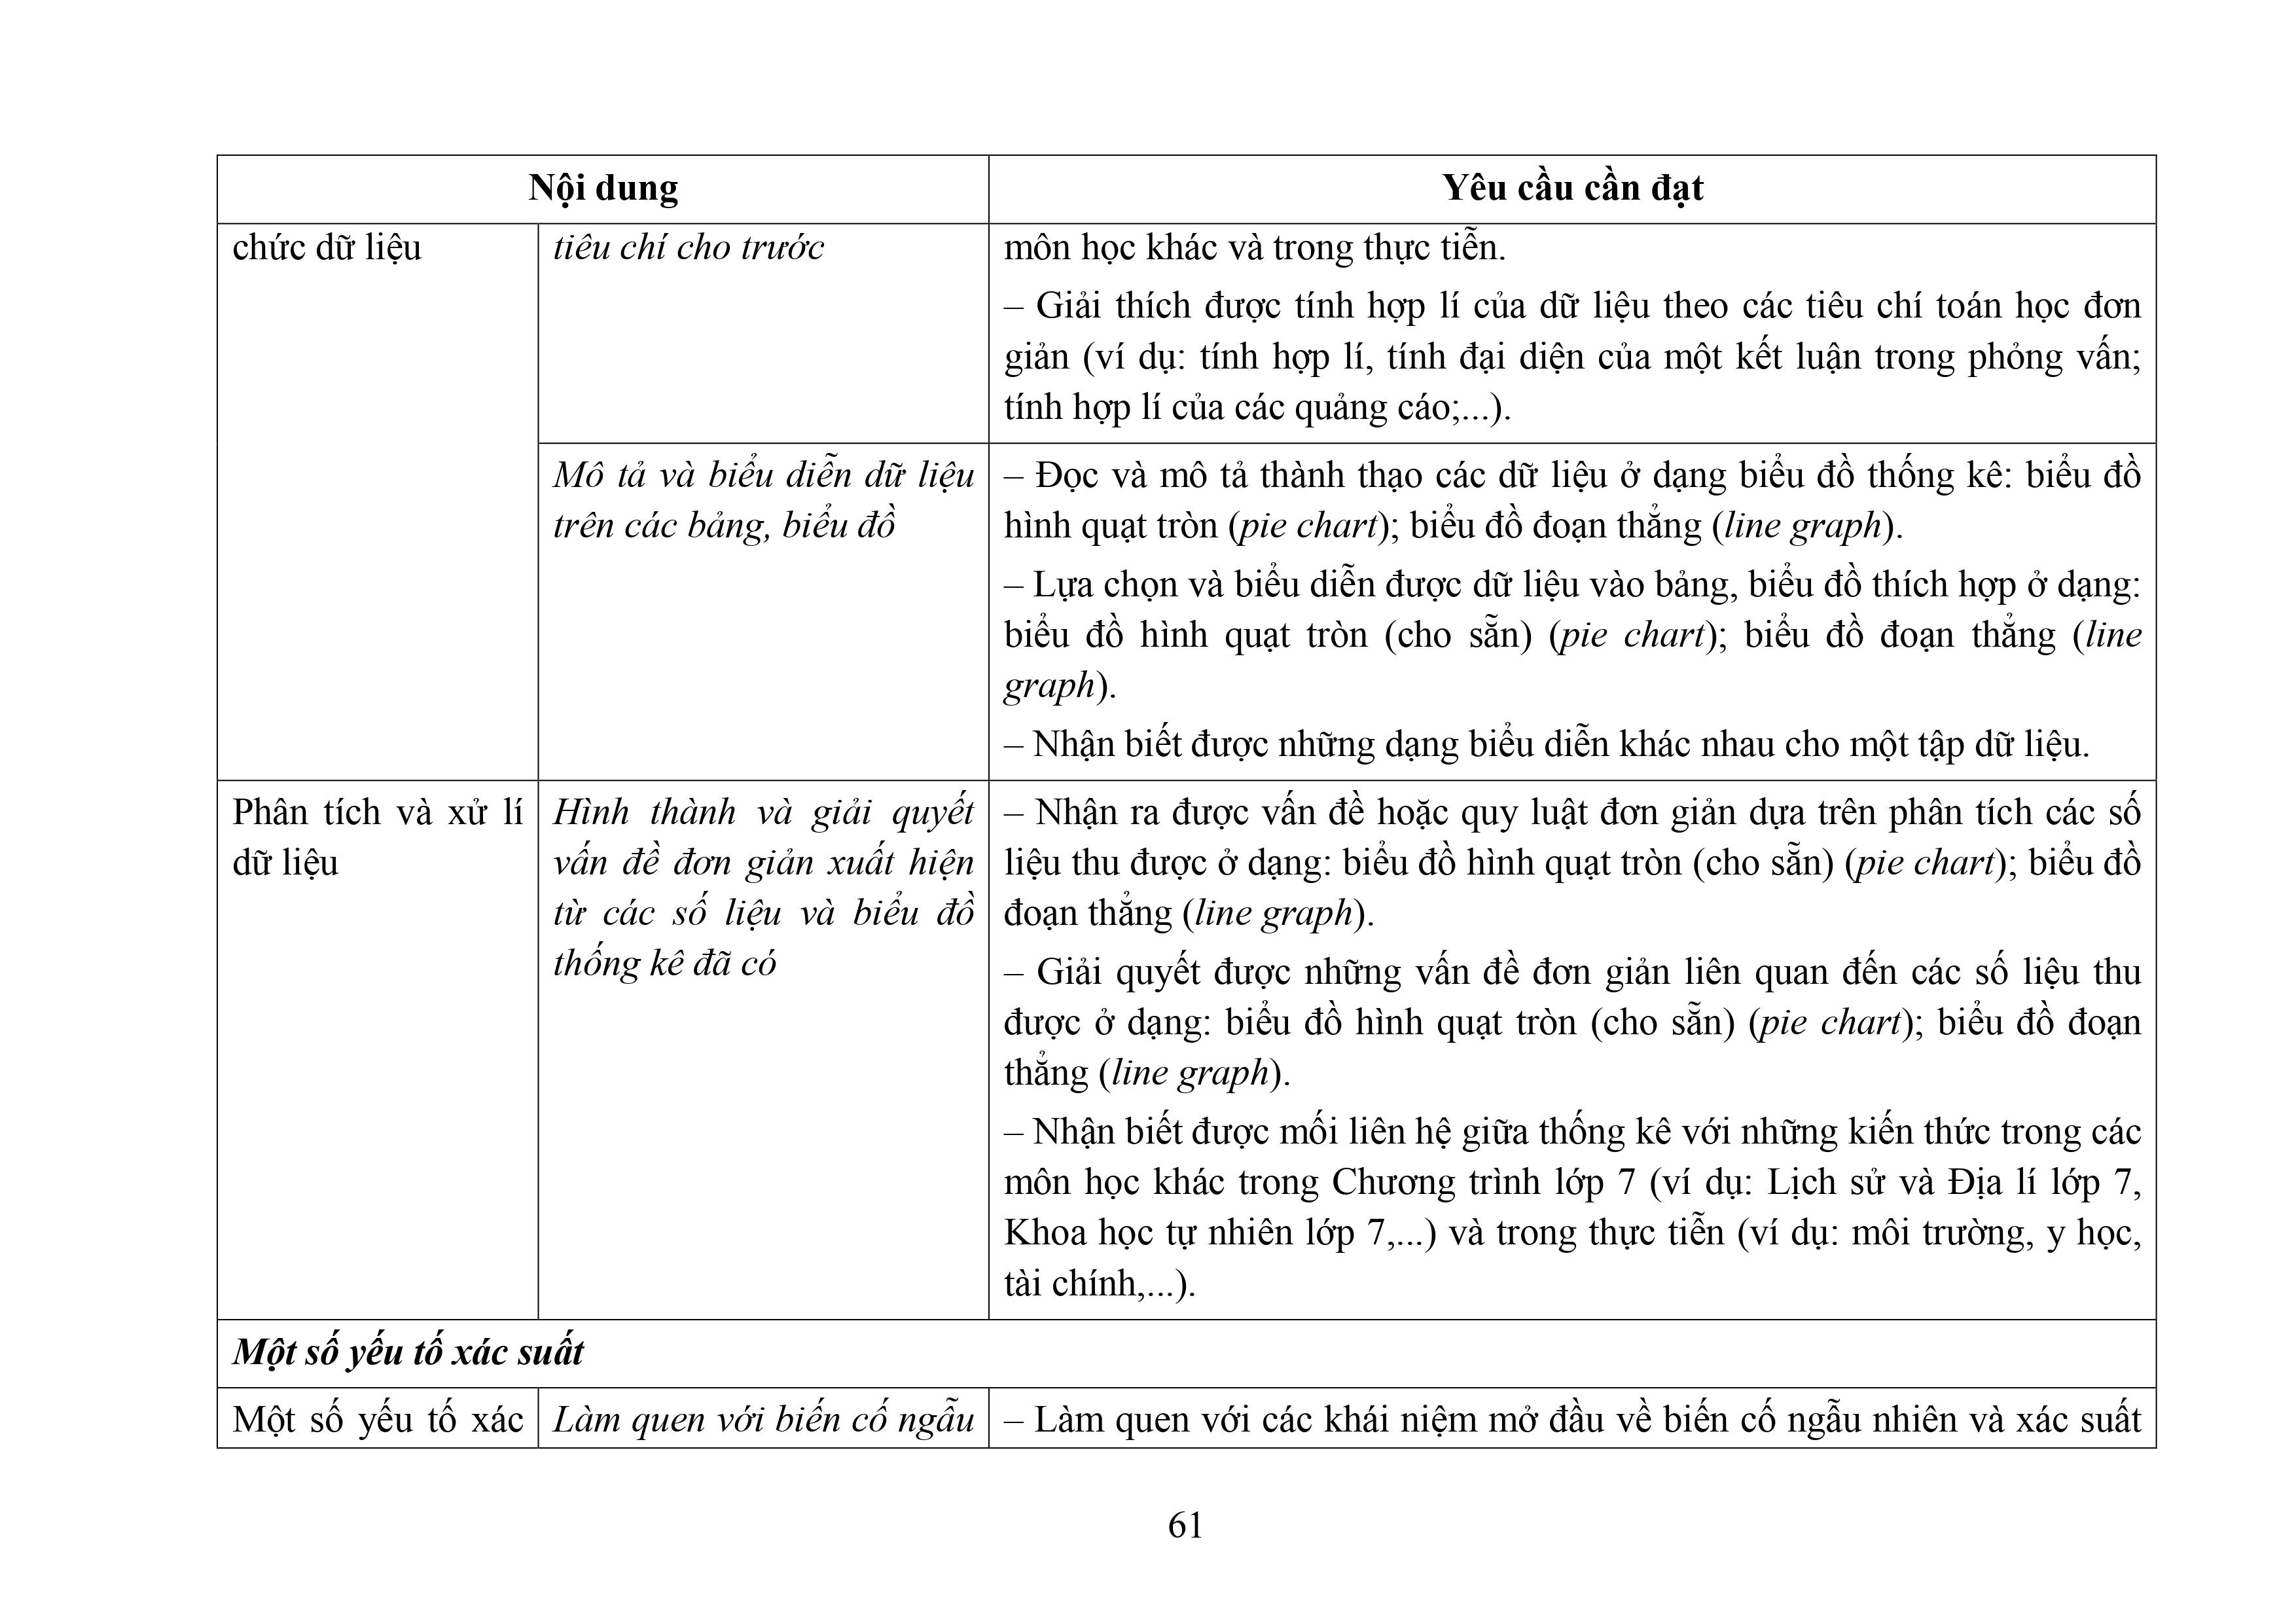 Nội dung
Yêu cầu cần đạt
chức dữ liệu
tiêu chí cho trước
môn học khác và trong thực tiễn.
– Giải thích được tính hợp lí của dữ liệu theo các tiêu chí toán học đơn
giản (ví dụ: tính hợp lí, tính đại diện của một kết luận trong phỏng vấn;
tính hợp lí của các quảng cáo;...).
Mô tả và biểu diễn dữ liệu
trên các bảng, biểu đồ
– Đọc và mô tả thành thạo các dữ liệu ở dạng biểu đồ thống kê: biểu đồ
hình quạt tròn (pie chart); biểu đồ đoạn thẳng (line graph).
– Lựa chọn và biểu diễn được dữ liệu vào bảng, biểu đồ thích hợp ở dạng:
biểu đồ hình quạt tròn (cho sẵn) (pie chart); biểu đồ đoạn thẳng (line
graph).
– Nhận biết được những dạng biểu diễn khác nhau cho một tập dữ liệu.
Phân tích và xử lí
dữ liệu
Hình thành và giải quyết
vấn đề đơn giản xuất hiện
từ các số liệu và biểu đồ
thống kê đã có
– Nhận ra được vấn đề hoặc quy luật đơn giản dựa trên phân tích các số
liệu thu được ở dạng: biểu đồ hình quạt tròn (cho sẵn) (pie chart); biểu đồ
đoạn thẳng (line graph).
– Giải quyết được những vấn đề đơn giản liên quan đến các số liệu thu
được ở dạng: biểu đồ hình quạt tròn (cho sẵn) (pie chart); biểu đồ đoạn
thẳng (line graph).
– Nhận biết được mối liên hệ giữa thống kê với những kiến thức trong các
môn học khác trong Chương trình lớp 7 (ví dụ: Lịch sử và Địa lí lớp 7,
Khoa học tự nhiên lớp 7,...) và trong thực tiễn (ví dụ: môi trường, y học,
tài chính,...).
Một số yếu tố xác suất
Một số yếu tố xác
Làm quen với biến cố ngẫu
– Làm quen với các khái niệm mở đầu về biến cố ngẫu nhiên và xác suất
61